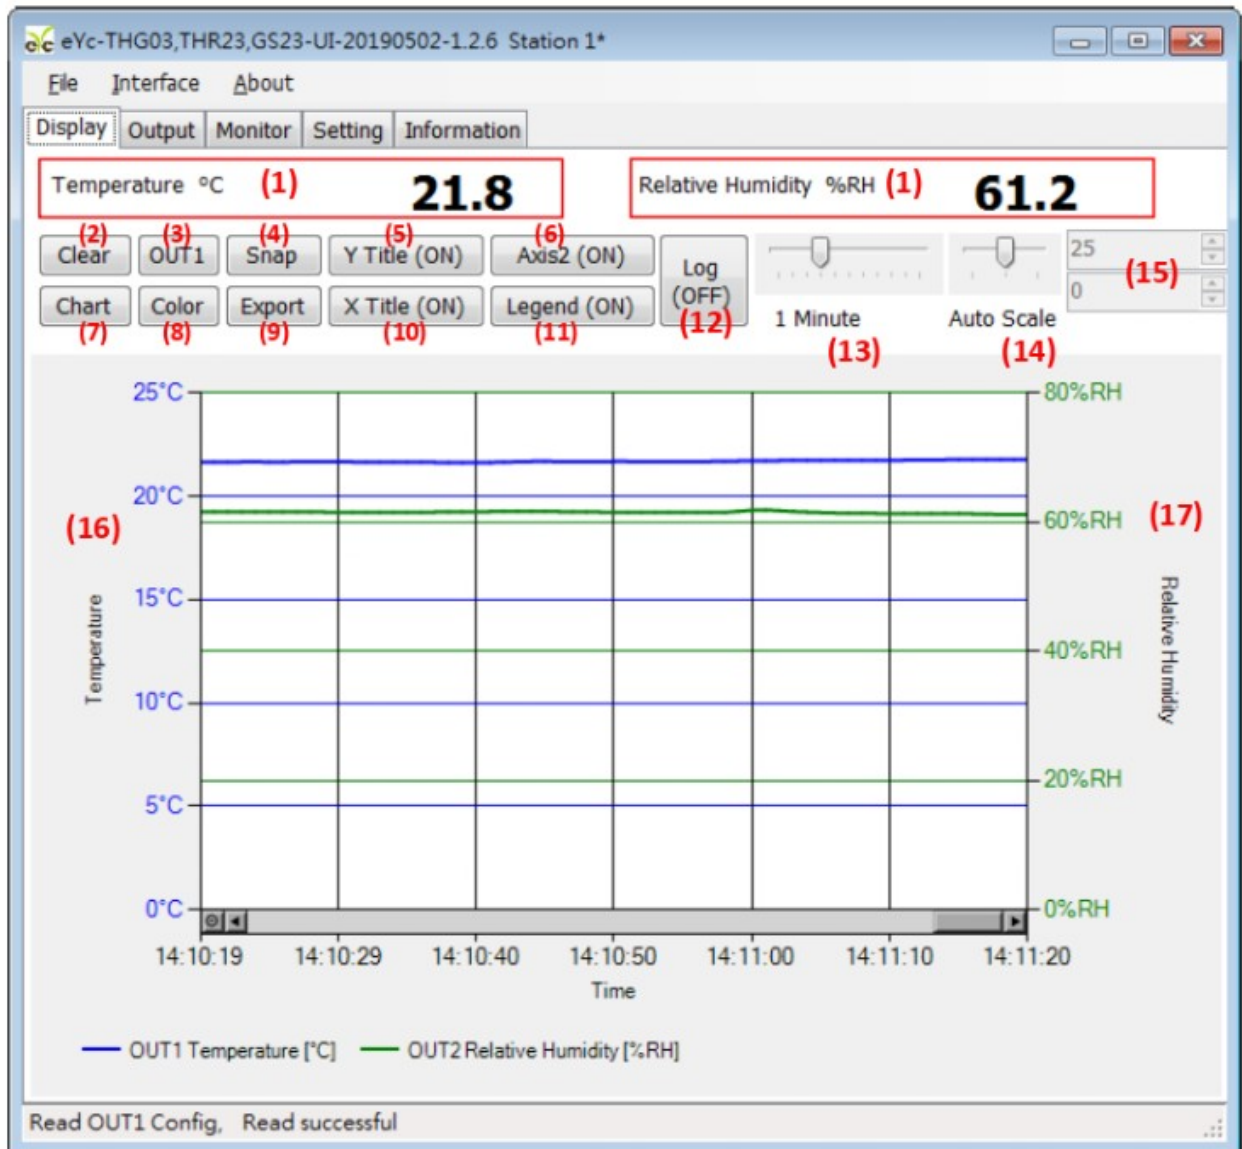 eYc eYc-THG03,THR23,GS23-UI-20190502-1.2.6 Station 1*
File Interface About
Display Output Monitor Setting Information
Temperature °C (1) 21.8 Relative Humidity %RH (1) 61.2
(2) (3) (4) (5) (6)
Clear OUT1 Snap Y Title (ON) Axis2 (ON) Log (OFF) 25
(15)
Chart Color Export X Title (ON) Legend (ON) 0
(7) (8) (9) (10) (11) (12) 1 Minute Auto Scale
(13) (14)
25°C 80%RH
20°C
(16) 60%RH (17)
15°C
Temperature
Relative Humidity
40%RH
10°C
20%RH
5°C
0°C 0%RH
14:10:19 14:10:29 14:10:40 14:10:50 14:11:00 14:11:10 14:11:20
Time
OUT1 Temperature [°C] OUT2 Relative Humidity [%RH]
Read OUT1 Config, Read successful